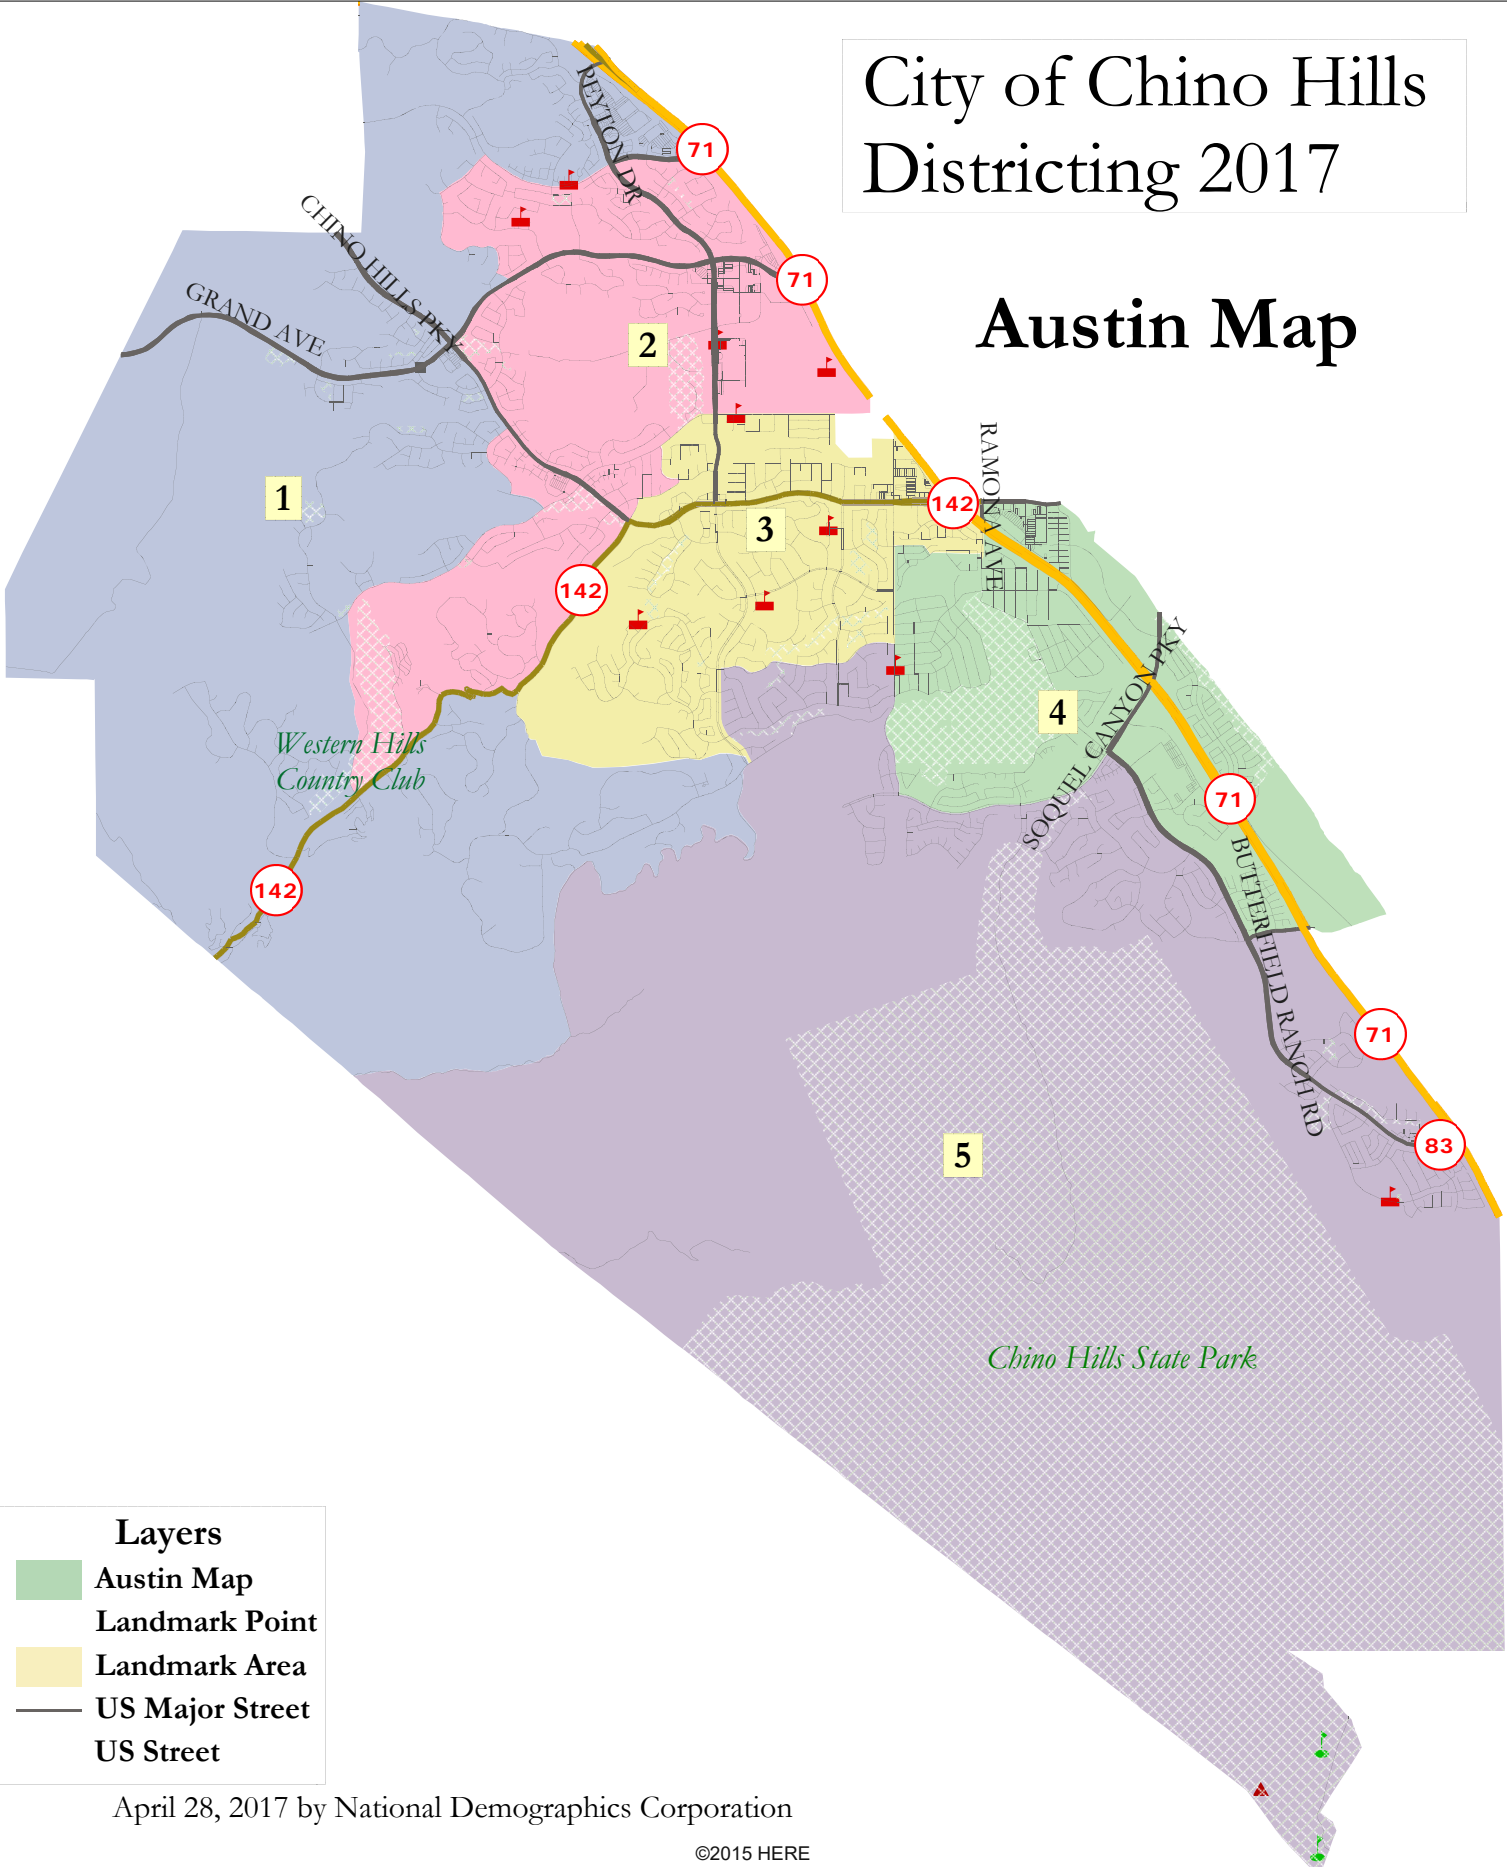 City of Chino Hills
Districting 2017
Austin Map
PEYTON DR
71
CHINO HILLS PKY
71
GRAND AVE
2
RAMONA AVE
1
142
3
142
SOQUEL CANYON PKY
4
Western Hills
Country Club
71
BUTTERFIELD RANCH RD
142
71
83
5
Chino Hills State Park
Layers
Austin Map
Landmark Point
Landmark Area
US Major Street
US Street
April 28, 2017 by National Demographics Corporation
©2015 HERE